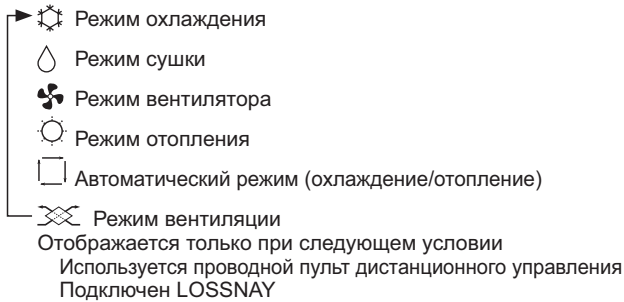 Режим охлаждения
Режим сушки
Режим вентилятора
Режим отопления
Автоматический режим (охлаждение/отопление)
Режим вентиляции
Отображается только при следующем условии
Используется проводной пульт дистанционного управления
Подключен LOSSNAY